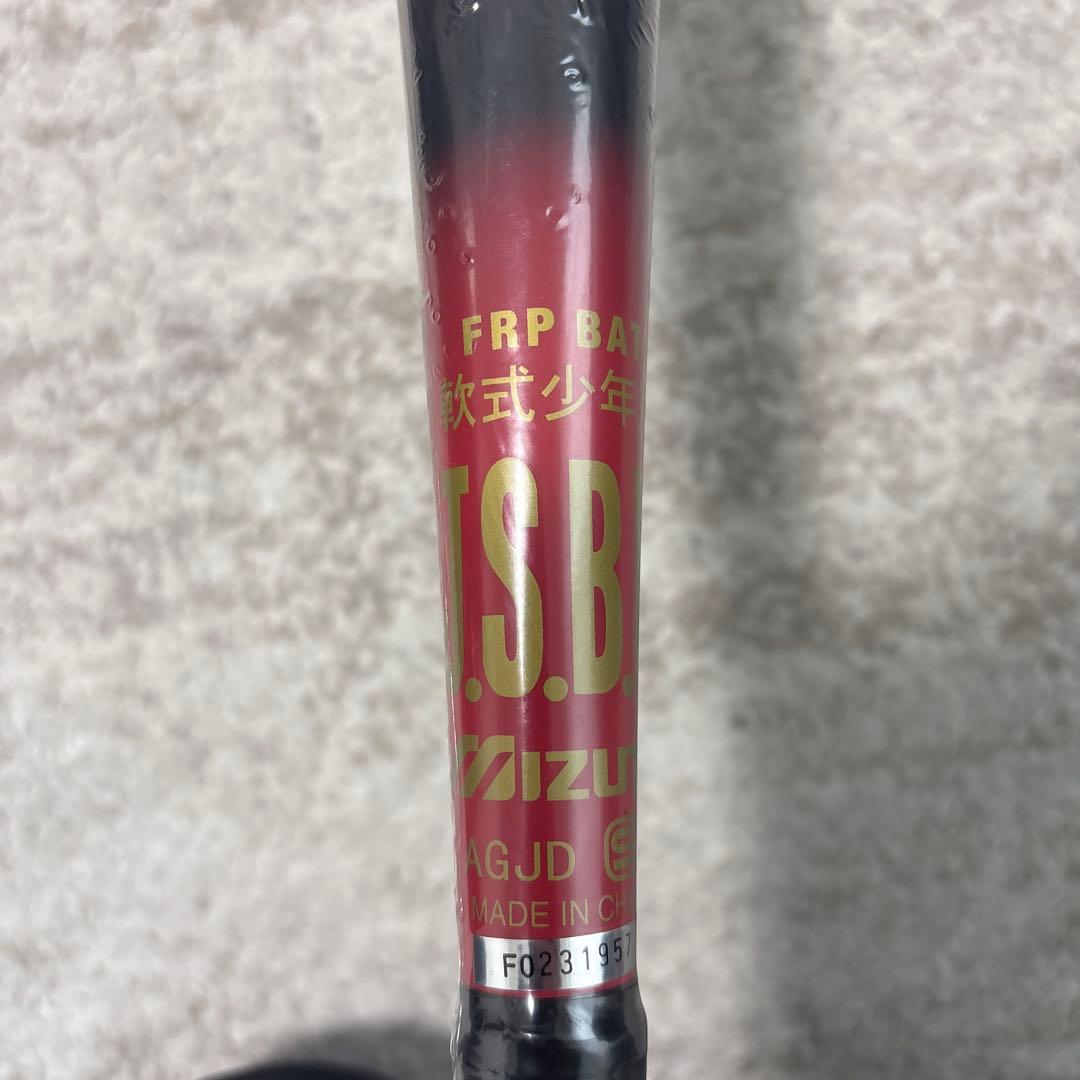 FRP BAT
軟式少年
J.S.B.
MIZU
AGJD S
MADE IN CH
F0231957